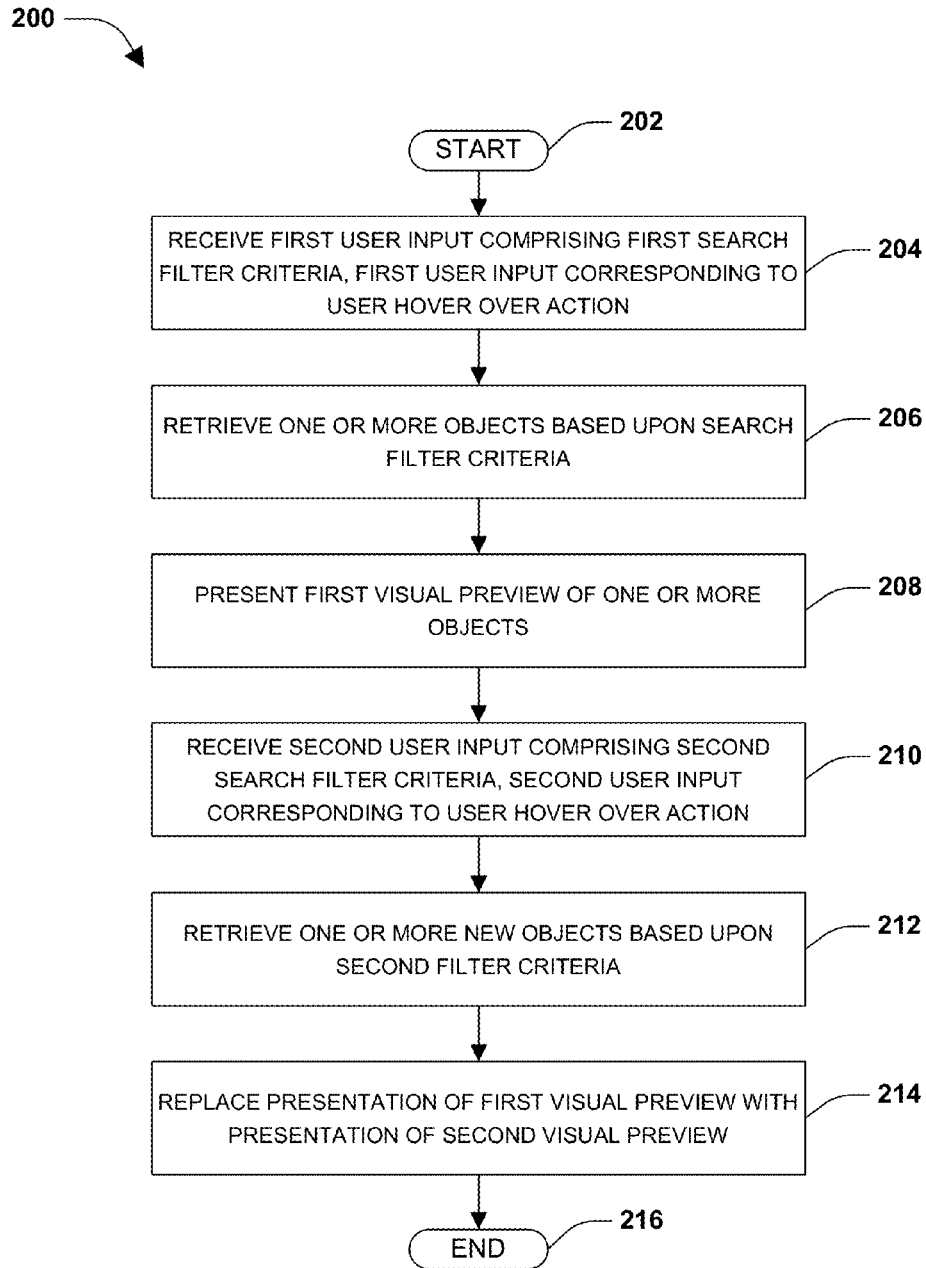 200
202
START
RECEIVE FIRST USER INPUT COMPRISING FIRST SEARCH
FILTER CRITERIA, FIRST USER INPUT CORRESPONDING TO
USER HOVER OVER ACTION
204
RETRIEVE ONE OR MORE OBJECTS BASED UPON SEARCH
FILTER CRITERIA
206
PRESENT FIRST VISUAL PREVIEW OF ONE OR MORE
OBJECTS
208
RECEIVE SECOND USER INPUT COMPRISING SECOND
SEARCH FILTER CRITERIA, SECOND USER INPUT
CORRESPONDING TO USER HOVER OVER ACTION
210
RETRIEVE ONE OR MORE NEW OBJECTS BASED UPON
SECOND FILTER CRITERIA
212
REPLACE PRESENTATION OF FIRST VISUAL PREVIEW WITH
PRESENTATION OF SECOND VISUAL PREVIEW
214
216
END